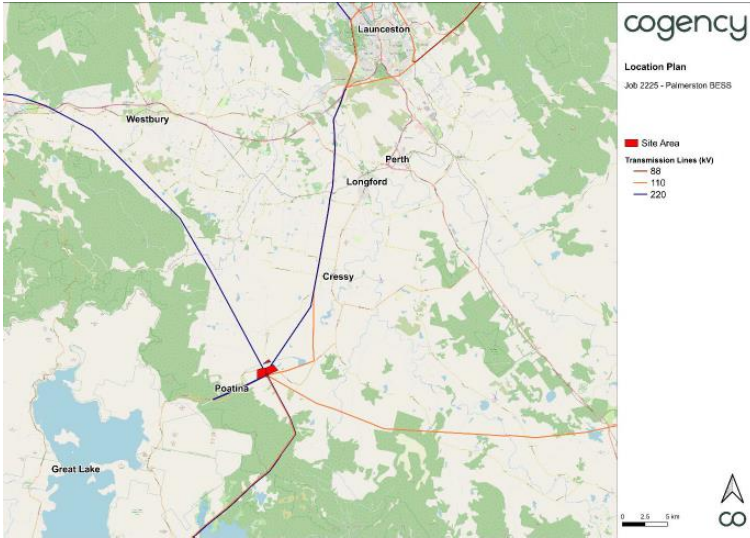 cogency
Location Plan
Job 2225 - Palmerston BESS
Site Area
Transmission Lines (kV)
88
110
220
Launceston
Westbury
Perth
Longford
Cressy
Poatina
Great Lake
0 2.5 5 km
co